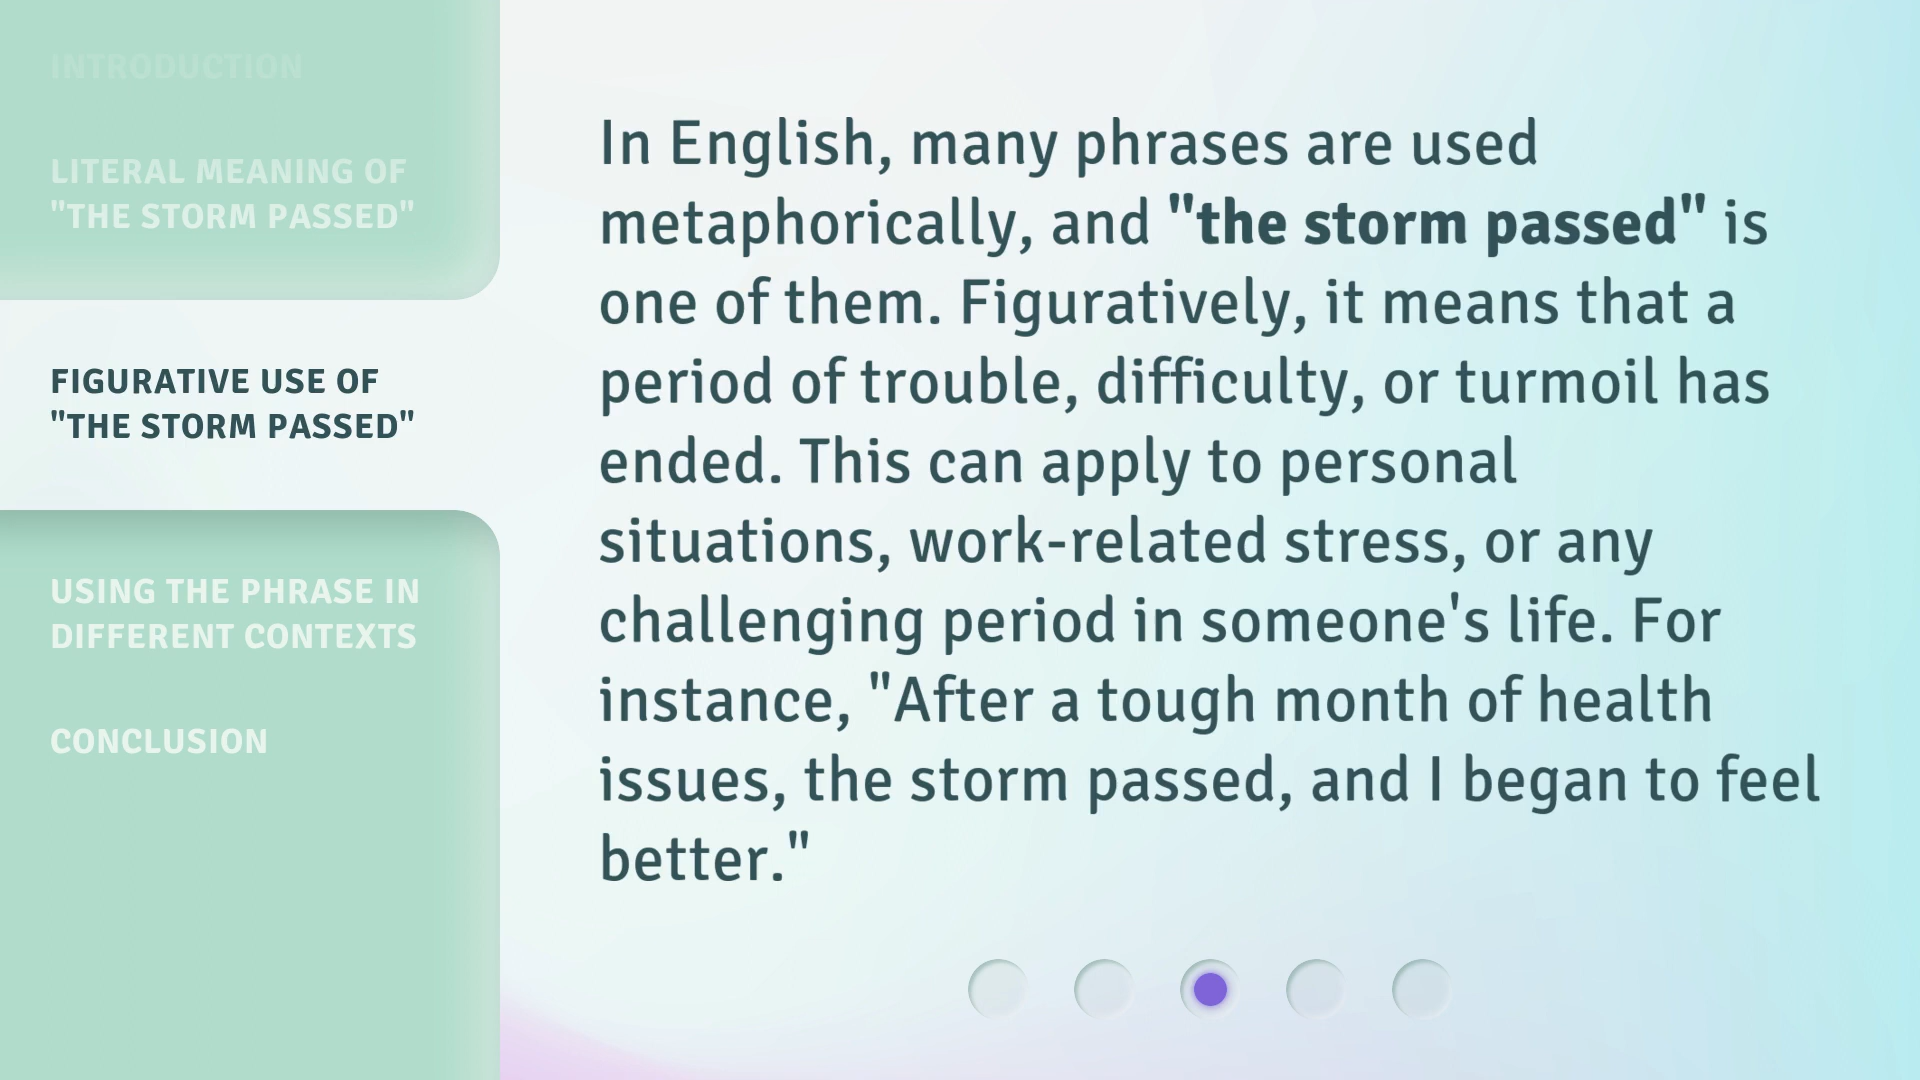 INTRODUCTION
LITERAL MEANING OF
"THE STORM PASSED"
FIGURATIVE USE OF
"THE STORM PASSED"
USING THE PHRASE IN
DIFFERENT CONTEXTS
CONCLUSION
In English, many phrases are used
metaphorically, and "the storm passed" is
one of them. Figuratively, it means that a
period of trouble, difficulty, or turmoil has
ended. This can apply to personal
situations, work-related stress, or any
challenging period in someone's life. For
instance, "After a tough month of health
issues, the storm passed, and I began to feel
better."